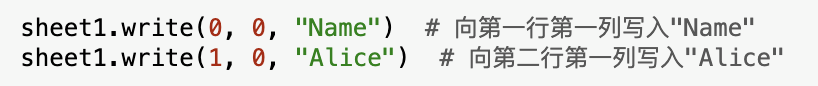 sheet1.write(0, 0, "Name")  # 向第一行第一列写入"Name"
sheet1.write(1, 0, "Alice")  # 向第二行第一列写入"Alice"